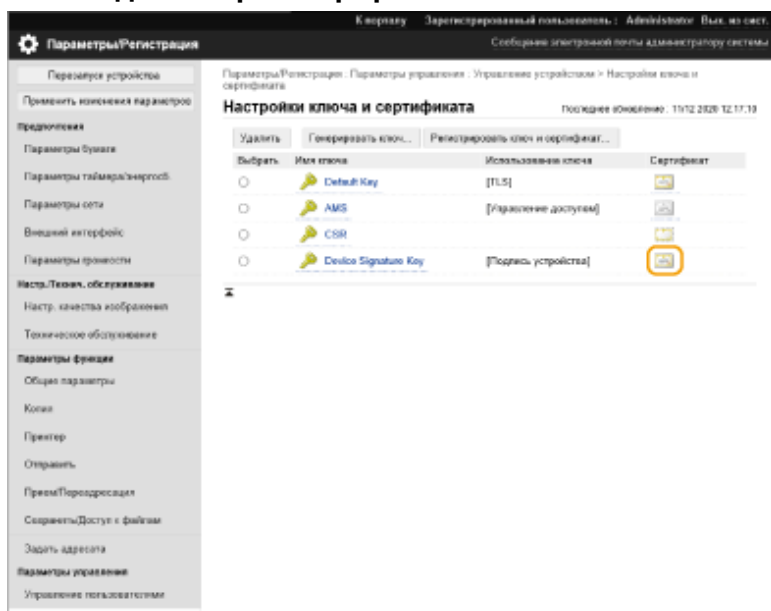 К порталу Зарегистрированный пользователь : Administrator Вых. из сист.
Параметры/Регистрация
Сообщение электронной почты администратору системы
Перезапуск устройства
Применить изменения параметров
Предпочтения
Параметры бумаги
Параметры таймера/энергосб.
Параметры сети
Внешний интерфейс
Параметры громкости
Настр./Технич. обслуживание
Настр. качества изображения
Техническое обслуживание
Параметры функции
Общие параметры
Копия
Принтер
Отправить
Прием/Переадресация
Сохранить/Доступ к файлам
Задать адресата
Параметры управления
Управление пользователями
Параметры/Регистрация : Параметры управления : Управление устройством > Настройки ключа и
сертификата
Настройки ключа и сертификата
Последнее обновление : 11/12 2020 12:17:19
Удалить Генерировать ключ... Регистрировать ключ и сертификат...
Выбрать Имя ключа Использование ключа Сертификат
Default Key [TLS]
AMS [Управление доступом]
CSR
Device Signature Key [Подпись устройства]